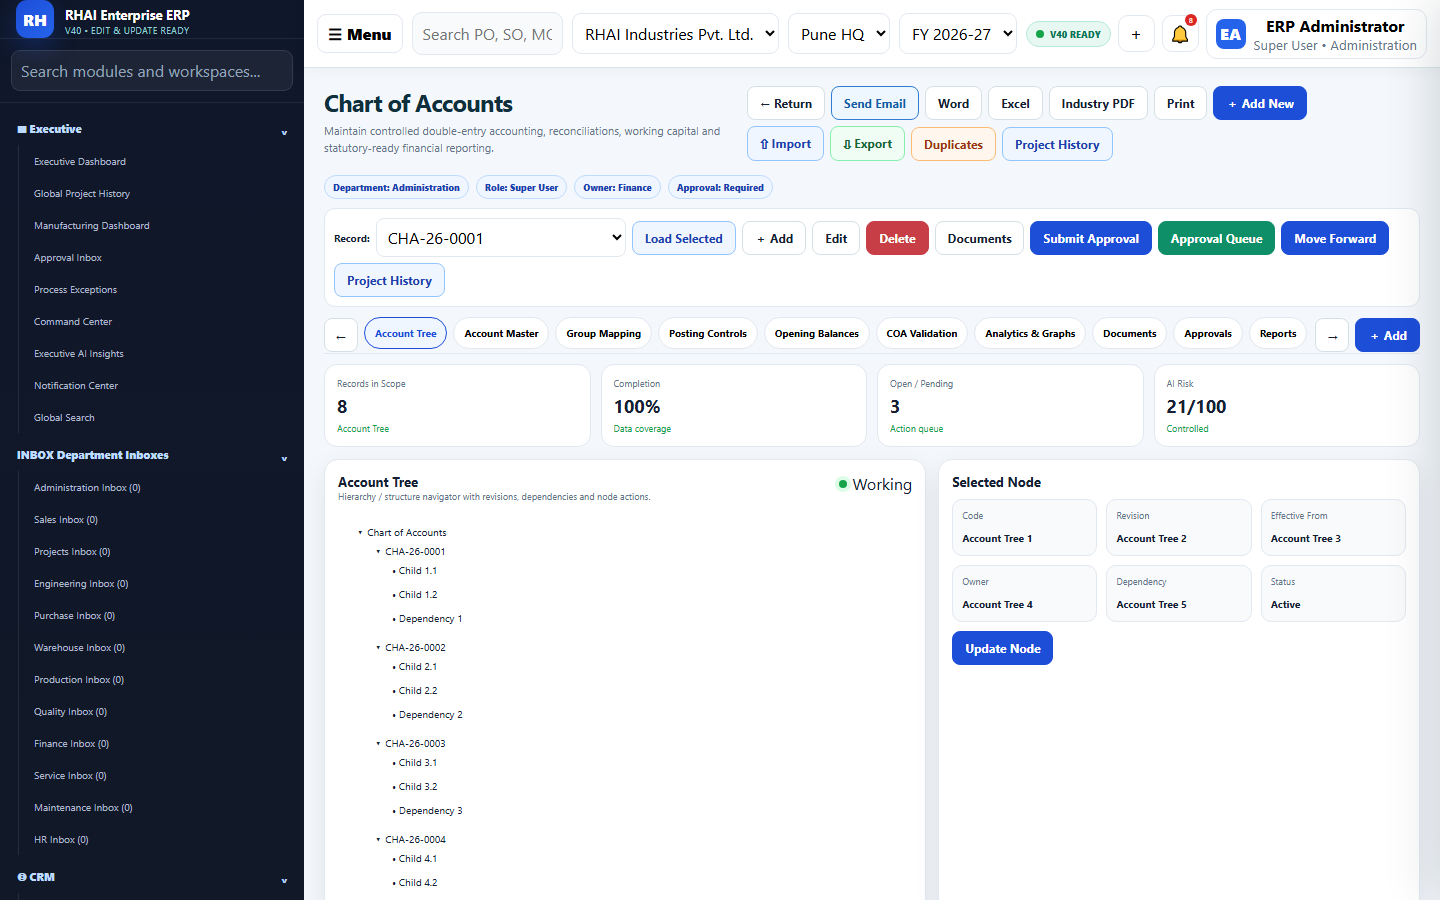 RH
RHAI Enterprise ERP
V40 • EDIT & UPDATE READY
Search modules and workspaces...
Executive
Executive Dashboard
Global Project History
Manufacturing Dashboard
Approval Inbox
Process Exceptions
Command Center
Executive AI Insights
Notification Center
Global Search
INBOX Department Inboxes
Administration Inbox (0)
Sales Inbox (0)
Projects Inbox (0)
Engineering Inbox (0)
Purchase Inbox (0)
Warehouse Inbox (0)
Production Inbox (0)
Quality Inbox (0)
Finance Inbox (0)
Service Inbox (0)
Maintenance Inbox (0)
HR Inbox (0)
CRM
☰ Menu
Search PO, SO, MC
RHAI Industries Pvt. Ltd.
Pune HQ
FY 2026-27
V40 READY
+
8
EA
ERP Administrator
Super User • Administration
Chart of Accounts
Maintain controlled double-entry accounting, reconciliations, working capital and
statutory-ready financial reporting.
← Return
Send Email
Word
Excel
Industry PDF
Print
+ Add New
⇧ Import
⇩ Export
Duplicates
Project History
Department: Administration
Role: Super User
Owner: Finance
Approval: Required
Record:
CHA-26-0001
Load Selected
+ Add
Edit
Delete
Documents
Submit Approval
Approval Queue
Move Forward
Project History
←
Account Tree
Account Master
Group Mapping
Posting Controls
Opening Balances
COA Validation
Analytics & Graphs
Documents
Approvals
Reports
→
+ Add
Records in Scope
8
Account Tree
Completion
100%
Data coverage
Open / Pending
3
Action queue
AI Risk
21/100
Controlled
Account Tree
Hierarchy / structure navigator with revisions, dependencies and node actions.
Working
▾ Chart of Accounts
▾ CHA-26-0001
• Child 1.1
• Child 1.2
• Dependency 1
▾ CHA-26-0002
• Child 2.1
• Child 2.2
• Dependency 2
▾ CHA-26-0003
• Child 3.1
• Child 3.2
• Dependency 3
▾ CHA-26-0004
• Child 4.1
• Child 4.2
Selected Node
Code
Account Tree 1
Revision
Account Tree 2
Effective From
Account Tree 3
Owner
Account Tree 4
Dependency
Account Tree 5
Status
Active
Update Node